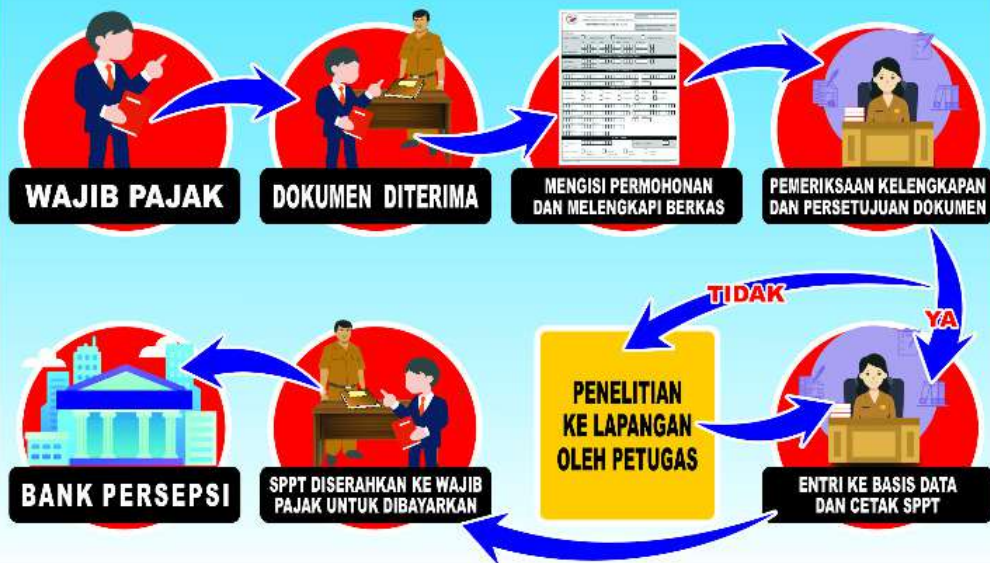 WAJIB PAJAK
DOKUMEN DITERIMA
MENGISI PERMOHONAN
DAN MELENGKAPI BERKAS
PEMERIKSAAN KELENGKAPAN
DAN PERSETUJUAN DOKUMEN
TIDAK
YA
BANK PERSEPSI
SPPT DISERAHKAN KE WAJIB
PAJAK UNTUK DIBAYARKAN
PENELITIAN
KE LAPANGAN
OLEH PETUGAS
ENTRI KE BASIS DATA
DAN CETAK SPPT